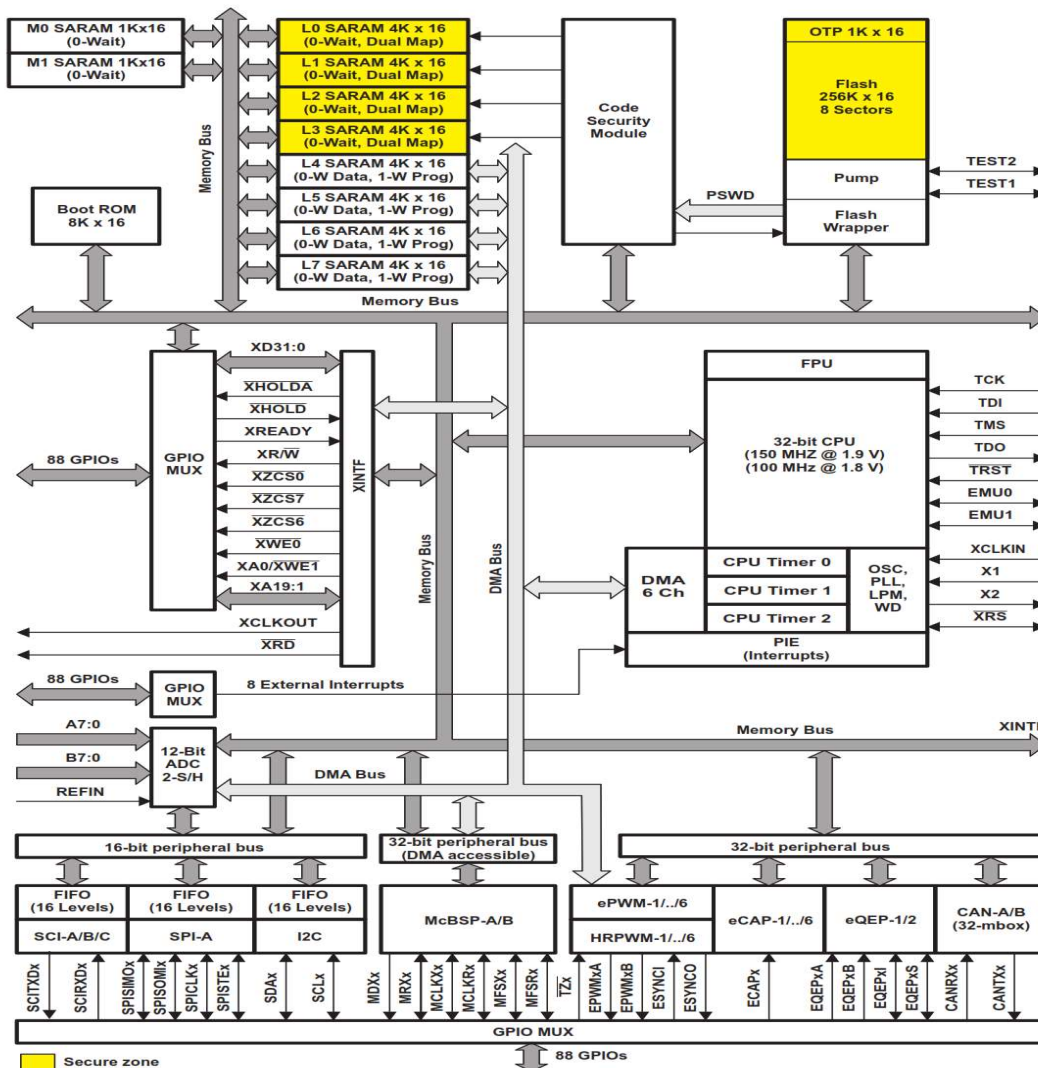 M0 SARAM 1Kx16
(0-Wait)
M1 SARAM 1Kx16
(0-Wait)
L0 SARAM 4K x 16
(0-Wait, Dual Map)
L1 SARAM 4K x 16
(0-Wait, Dual Map)
L2 SARAM 4K x 16
(0-Wait, Dual Map)
L3 SARAM 4K x 16
(0-Wait, Dual Map)
L4 SARAM 4K x 16
(0-W Data, 1-W Prog)
L5 SARAM 4K x 16
(0-W Data, 1-W Prog)
L6 SARAM 4K x 16
(0-W Data, 1-W Prog)
L7 SARAM 4K x 16
(0-W Data, 1-W Prog)
Memory Bus
Boot ROM
8K x 16
Code
Security
Module
OTP 1K x 16
Flash
256K x 16
8 Sectors
Pump
Flash
Wrapper
PSWD
TEST2
TEST1
Memory Bus
GPIO
MUX
88 GPIOs
XD31:0
XHOLDA
XHOLD
XREADY
XR/W
XZCS0
XZCS7
XZCS6
XWE0
XA0/XWE1
XA19:1
XCLKOUT
XRD
XINTF
Memory Bus
DMA Bus
FPU
32-bit CPU
(150 MHZ @ 1.9 V)
(100 MHz @ 1.8 V)
DMA
6 Ch
CPU Timer 0
CPU Timer 1
CPU Timer 2
OSC,
PLL,
LPM,
WD
PIE
(Interrupts)
TCK
TDI
TMS
TDO
TRST
EMU0
EMU1
XCLKIN
X1
X2
XRS
88 GPIOs
GPIO
MUX
8 External Interrupts
A7:0
B7:0
REFIN
12-Bit
ADC
2-S/H
Memory Bus
XINT
DMA Bus
16-bit peripheral bus
32-bit peripheral bus
(DMA accessible)
32-bit peripheral bus
FIFO
(16 Levels)
SCI-A/B/C
FIFO
(16 Levels)
SPI-A
FIFO
(16 Levels)
I2C
McBSP-A/B
ePWM-1/../6
HRPWM-1/../6
eCAP-1/../6
eQEP-1/2
CAN-A/B
(32-mbox)
SCITXDx
SCIRXDx
SPISIMOx
SPISOMIx
SPICLKx
SPISTEx
SDAx
SCLx
MDXx
MRXx
MCLKXx
MCLKRx
MFSXx
MFSRx
TZx
EPWMxA
EPWMxB
ESYNCI
ESYNCO
ECAPx
EQEPxA
EQEPxB
EQEPxI
EQEPxS
CANRXx
CANTXx
GPIO MUX
88 GPIOs
Secure zone